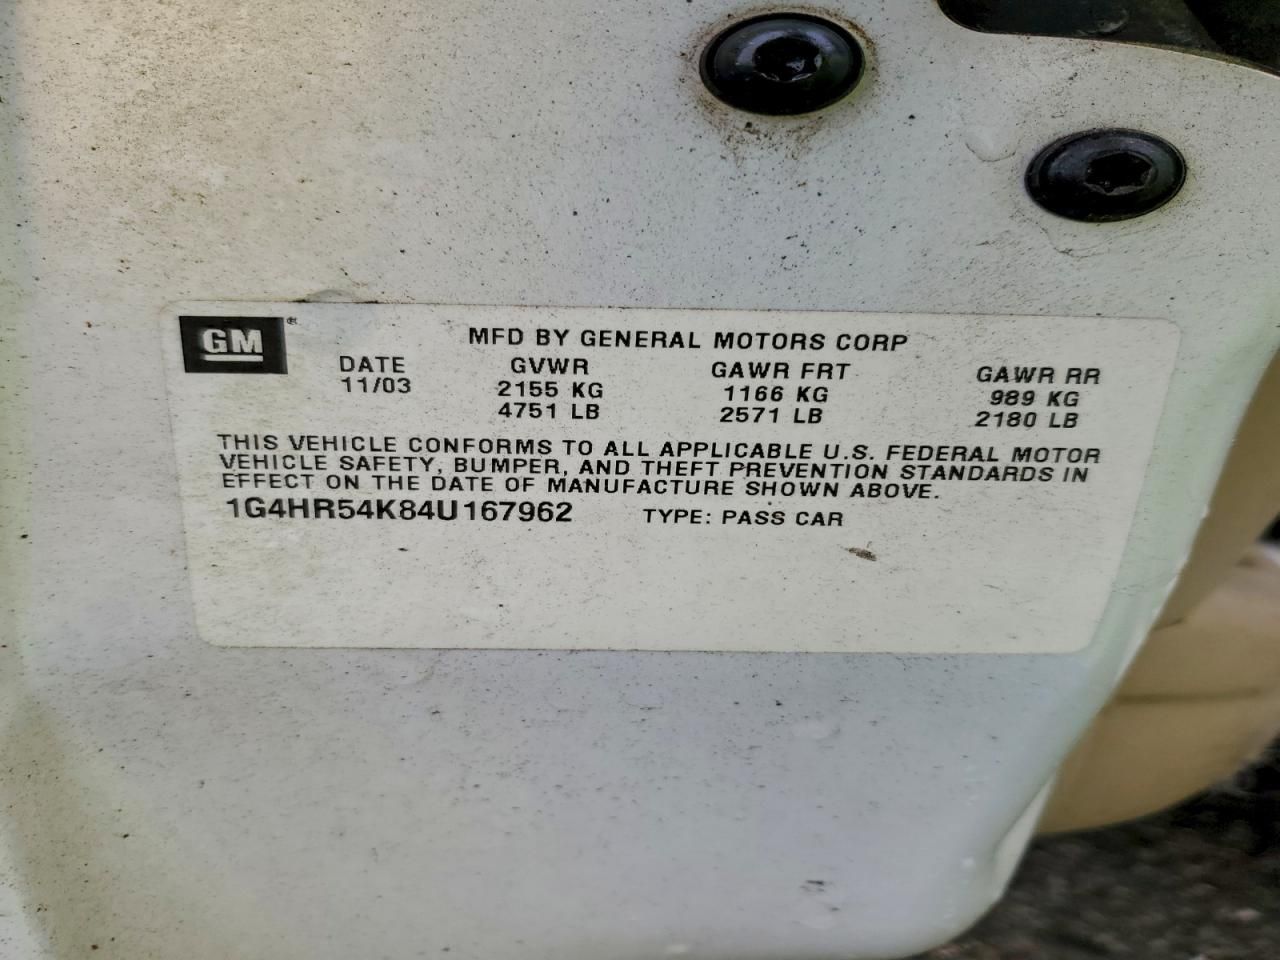 GM ®
MFD BY GENERAL MOTORS CORP
DATE GVWR GAWR FRT GAWR RR
11/03 2155 KG 1166 KG 989 KG
4751 LB 2571 LB 2180 LB
THIS VEHICLE CONFORMS TO ALL APPLICABLE U.S. FEDERAL MOTOR
VEHICLE SAFETY, BUMPER, AND THEFT PREVENTION STANDARDS IN
EFFECT ON THE DATE OF MANUFACTURE SHOWN ABOVE.
1G4HR54K84U167962 TYPE: PASS CAR